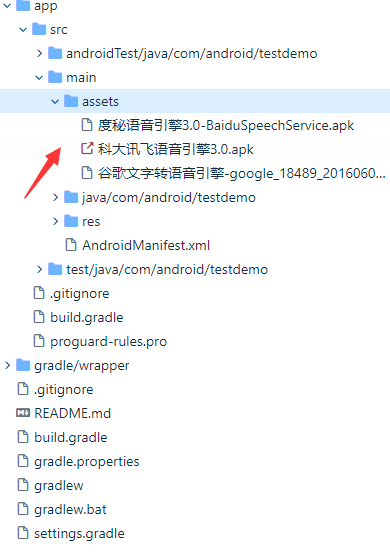 app
src
androidTest/java/com/android/testdemo
main
assets
度秘语音引擎3.0-BaiduSpeechService.apk
科大讯飞语音引擎3.0.apk
谷歌文字转语音引擎-google_18489_2016060...
java/com/android/testdemo
res
AndroidManifest.xml
test/java/com/android/testdemo
.gitignore
build.gradle
proguard-rules.pro
gradle/wrapper
.gitignore
README.md
build.gradle
gradle.properties
gradlew
gradlew.bat
settings.gradle